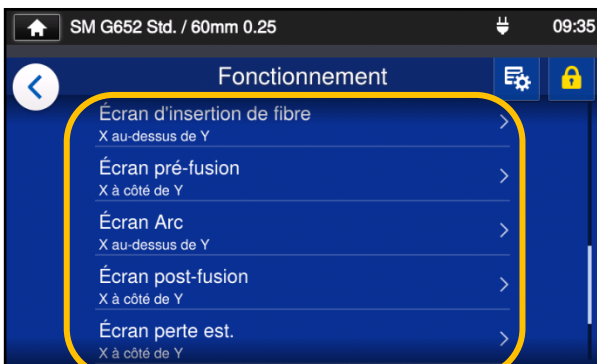 SM G652 Std. / 60mm 0.25
09:35
Fonctionnement
Écran d'insertion de fibre
X au-dessus de Y
Écran pré-fusion
X à côté de Y
Écran Arc
X au-dessus de Y
Écran post-fusion
X à côté de Y
Écran perte est.
X à côté de Y